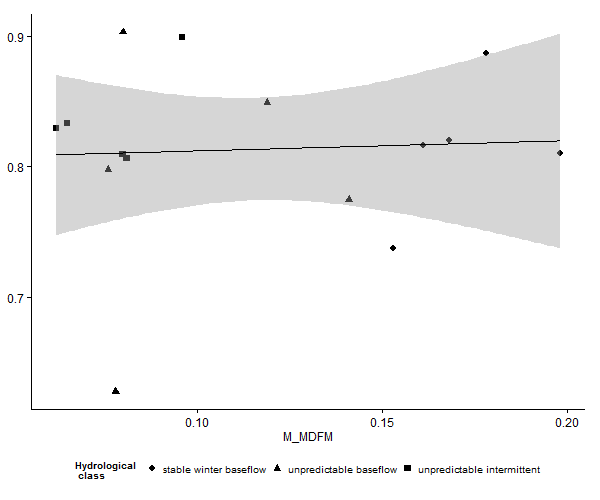 0.9
0.8
0.7
0.10 0.15 0.20
M_MDFM
Hydrological
class
stable winter baseflow unpredictable baseflow unpredictable intermittent